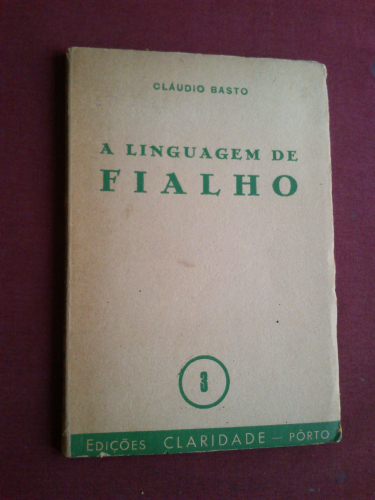 CLÁUDIO BASTO
A LINGUAGEM DE
FIALHO
3
EDIÇÕES CLARIDADE — PÔRTO